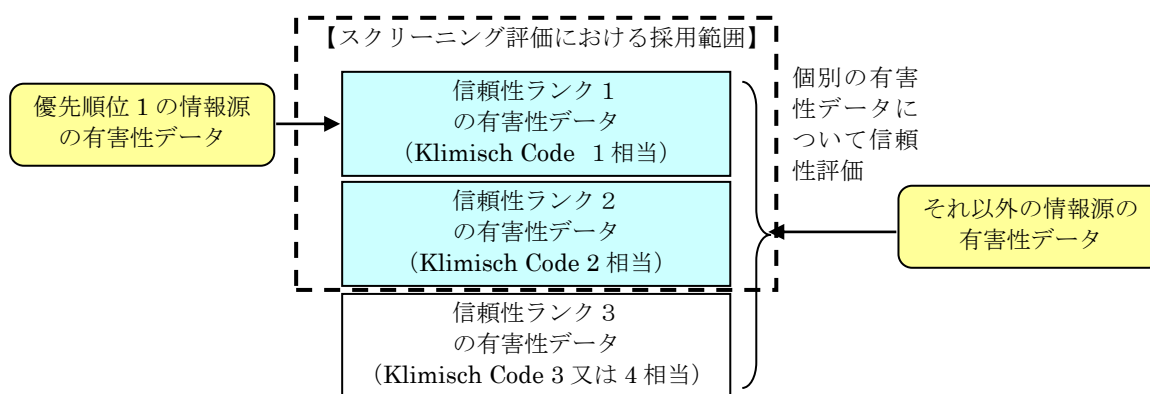 【スクリーニング評価における採用範囲】
優先順位１の情報源
の有害性データ
信頼性ランク１
の有害性データ
（Klimisch Code 1 相当）
個別の有害
性データに
ついて信頼
性評価
信頼性ランク２
の有害性データ
（Klimisch Code 2 相当）
それ以外の情報源の
有害性データ
信頼性ランク３
の有害性データ
（Klimisch Code 3 又は 4 相当）